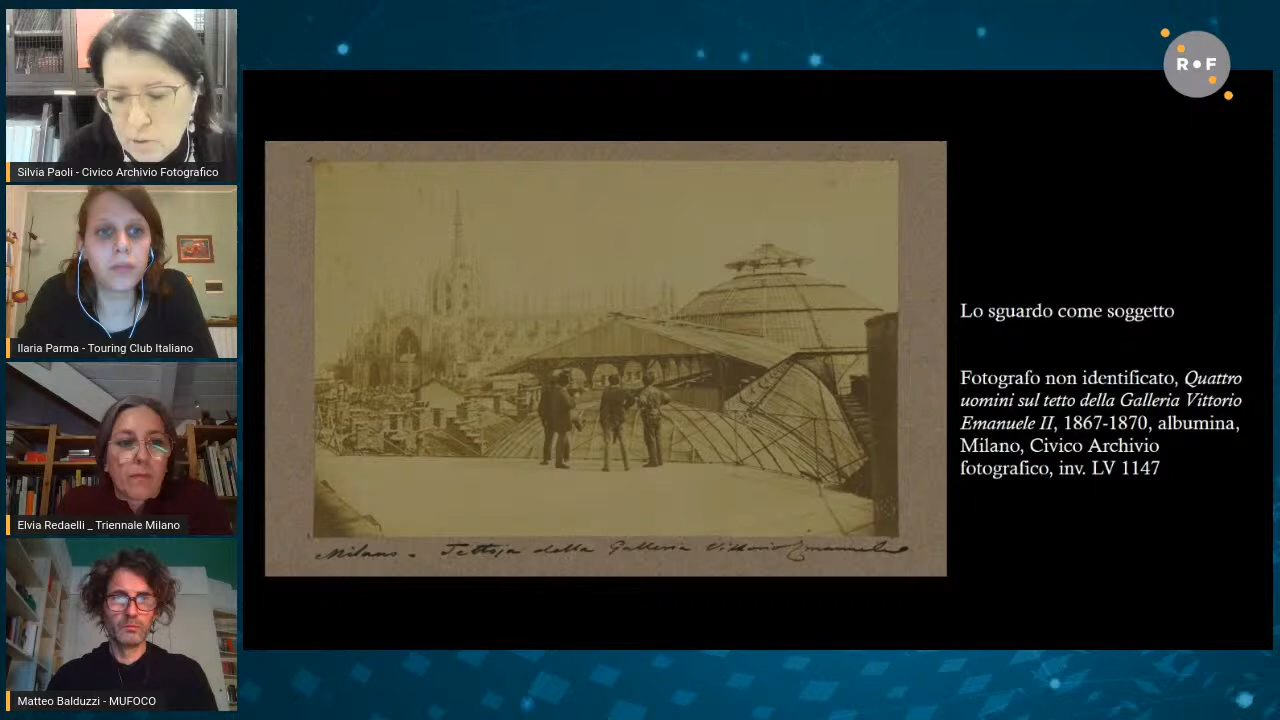 Silvia Paoli - Civico Archivio Fotografico
Ilaria Parma - Touring Club Italiano
Elvia Redaelli _ Triennale Milano
Matteo Balduzzi - MUFOCO
R•F
Lo sguardo come soggetto
Fotografo non identificato, Quattro
uomini sul tetto della Galleria Vittorio
Emanuele II, 1867-1870, albumina,
Milano, Civico Archivio
fotografico, inv. LV 1147
Milano - Tettoja della Galleria Vittorio Emanuele